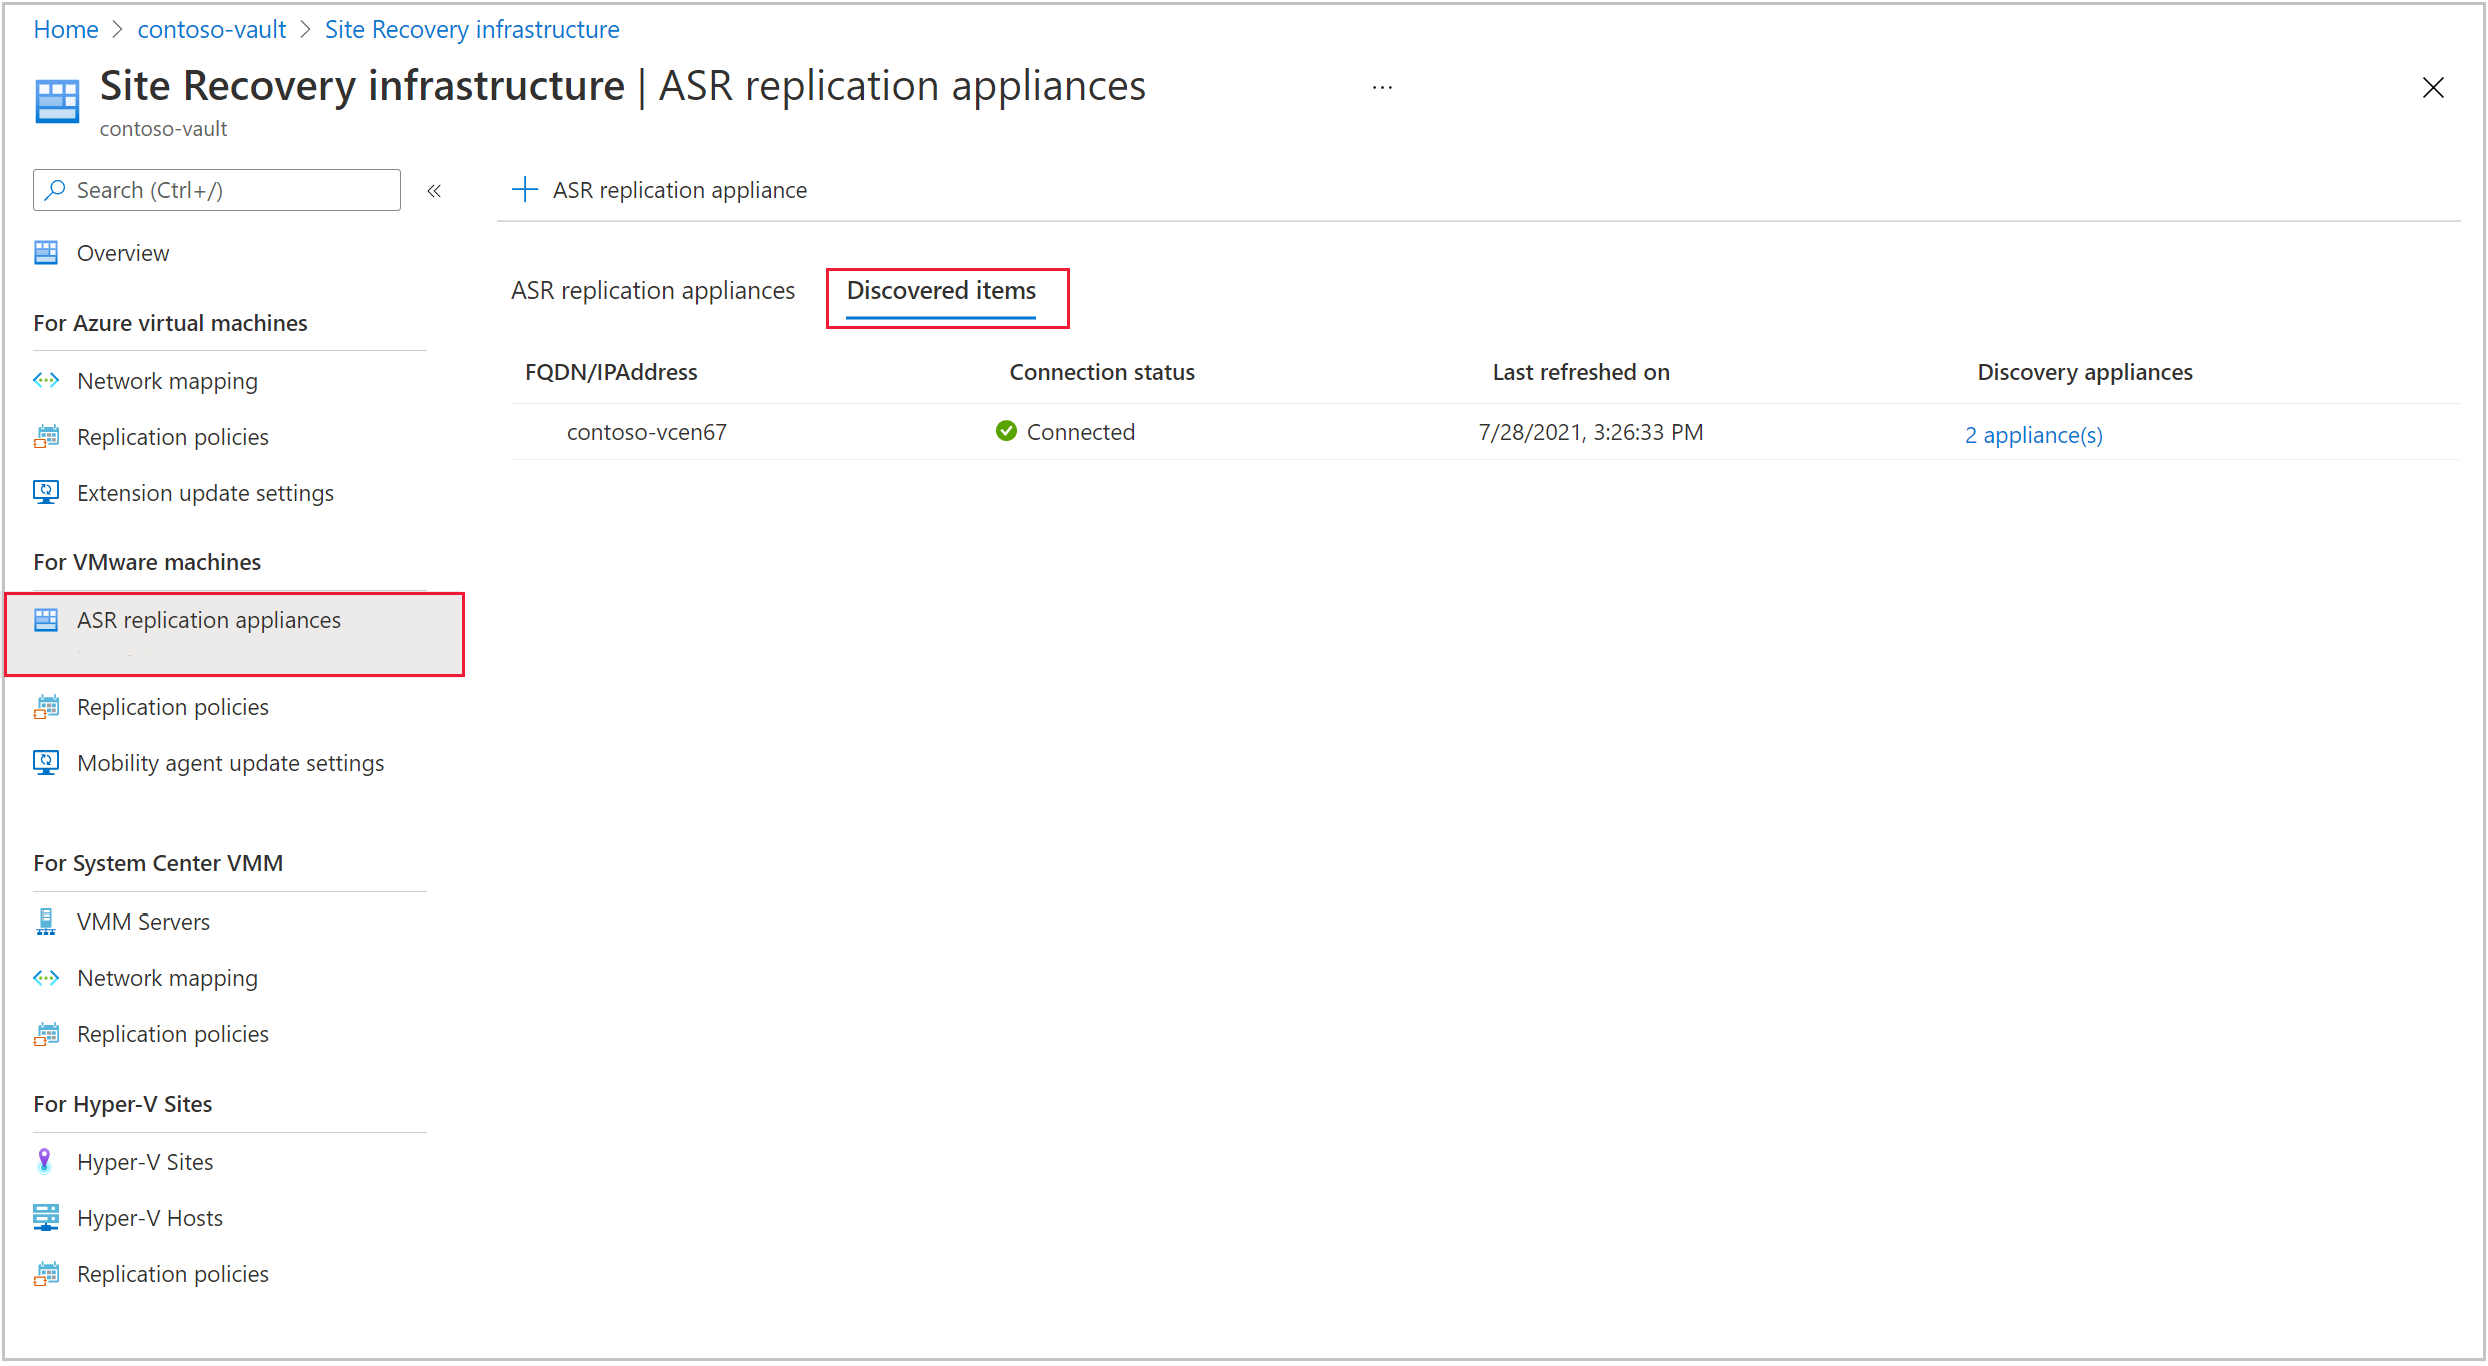 Home > contoso-vault > Site Recovery infrastructure
Site Recovery infrastructure | ASR replication appliances ...
contoso-vault
Search (Ctrl+/) «
Overview
For Azure virtual machines
Network mapping
Replication policies
Extension update settings
For VMware machines
ASR replication appliances
Replication policies
Mobility agent update settings
For System Center VMM
VMM Servers
Network mapping
Replication policies
For Hyper-V Sites
Hyper-V Sites
Hyper-V Hosts
Replication policies
+ ASR replication appliance
ASR replication appliances Discovered items
FQDN/IPAddress Connection status Last refreshed on Discovery appliances
contoso-vcen67 Connected 7/28/2021, 3:26:33 PM 2 appliance(s)